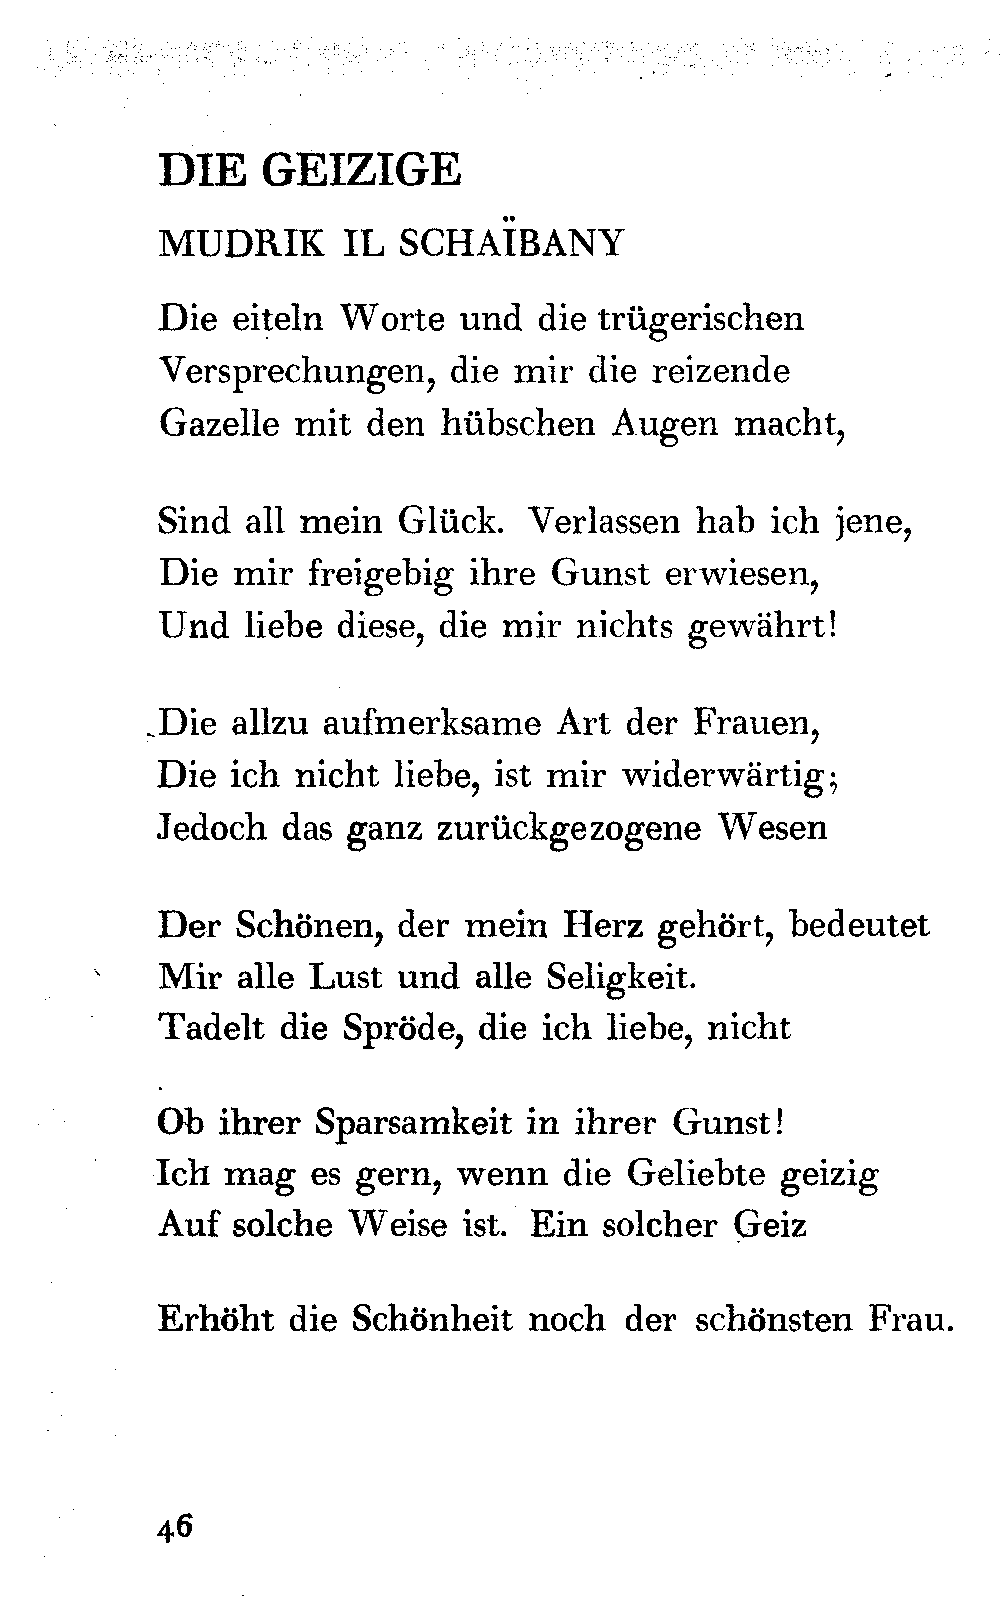 DIE GEIZIGE
MUDRIK IL SCHAÏBANY
Die eiteln Worte und die trügerischen
Versprechungen, die mir die reizende
Gazelle mit den hübschen Augen macht,
Sind all mein Glück. Verlassen hab ich jene,
Die mir freigebig ihre Gunst erwiesen,
Und liebe diese, die mir nichts gewährt!
Die allzu aufmerksame Art der Frauen,
Die ich nicht liebe, ist mir widerwärtig;
Jedoch das ganz zurückgezogene Wesen
Der Schönen, der mein Herz gehört, bedeutet
Mir alle Lust und alle Seligkeit.
Tadelt die Spröde, die ich liebe, nicht
Ob ihrer Sparsamkeit in ihrer Gunst!
Ich mag es gern, wenn die Geliebte geizig
Auf solche Weise ist. Ein solcher Geiz
Erhöht die Schönheit noch der schönsten Frau.
46